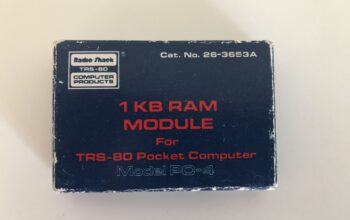 Radio Shack
TRS-80
COMPUTER
PRODUCTS
Cat. No. 26-3653A
1 KB RAM
MODULE
For
TRS-80 Pocket Computer
Model PC-4